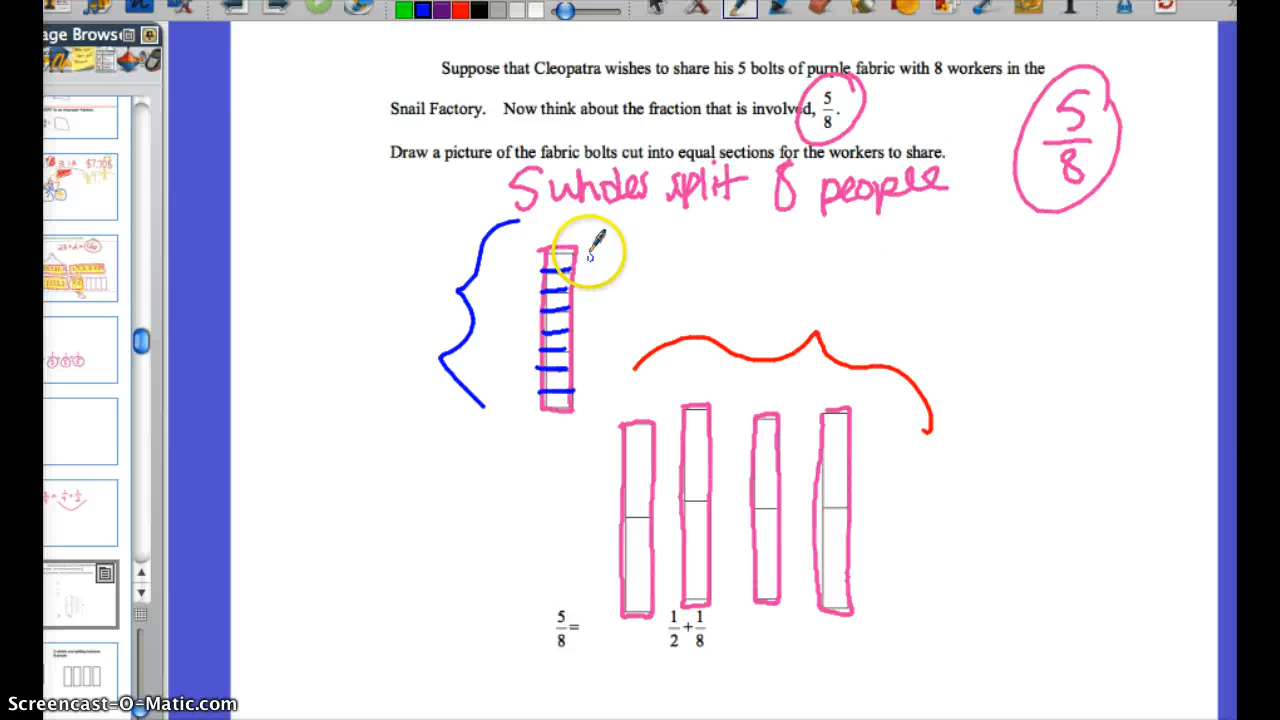 age Browse
Suppose that Cleopatra wishes to share his 5 bolts of purple fabric with 8 workers in the
Snail Factory. Now think about the fraction that is involved, 5/8.
5/8
Draw a picture of the fabric bolts cut into equal sections for the workers to share.
5 wholes split 8 people
5/8 = 1/2 + 1/8
Screencast-O-Matic.com